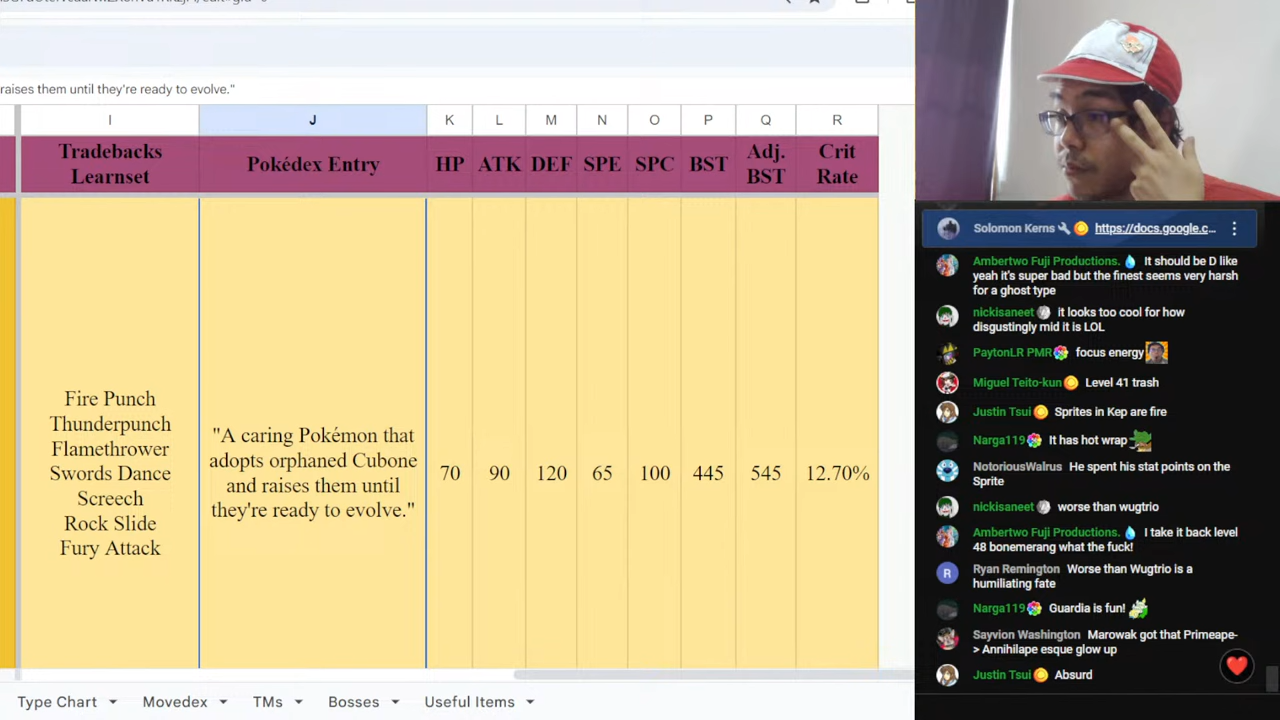 raises them until they're ready to evolve."
I J K L M N O P Q R
Tradebacks Learnset
Pokédex Entry
HP ATK DEF SPE SPC BST
Adj. BST
Crit Rate
Fire Punch
Thunderpunch
Flamethrower
Swords Dance
Screech
Rock Slide
Fury Attack
"A caring Pokémon that
adopts orphaned Cubone
and raises them until
they're ready to evolve."
70 90 120 65 100 445 545 12.70%
Type Chart Movedex TMs Bosses Useful Items
Solomon Kerns https://docs.google.c...
Ambertwo Fuji Productions. It should be D like
yeah it's super bad but the finest seems very harsh
for a ghost type
nickisaneet it looks too cool for how
disgustingly mid it is LOL
PaytonLR PMR focus energy
Miguel Teito-kun Level 41 trash
Justin Tsui Sprites in Kep are fire
Narga119 It has hot wrap
NotoriousWalrus He spent his stat points on the
Sprite
nickisaneet worse than wugtrio
Ambertwo Fuji Productions. I take it back level
48 bonemerang what the fuck!
R Ryan Remington Worse than Wugtrio is a
humiliating fate
Narga119 Guardia is fun!
Sayvion Washington Marowak got that Primeape-
> Annihilape esque glow up
Justin Tsui Absurd